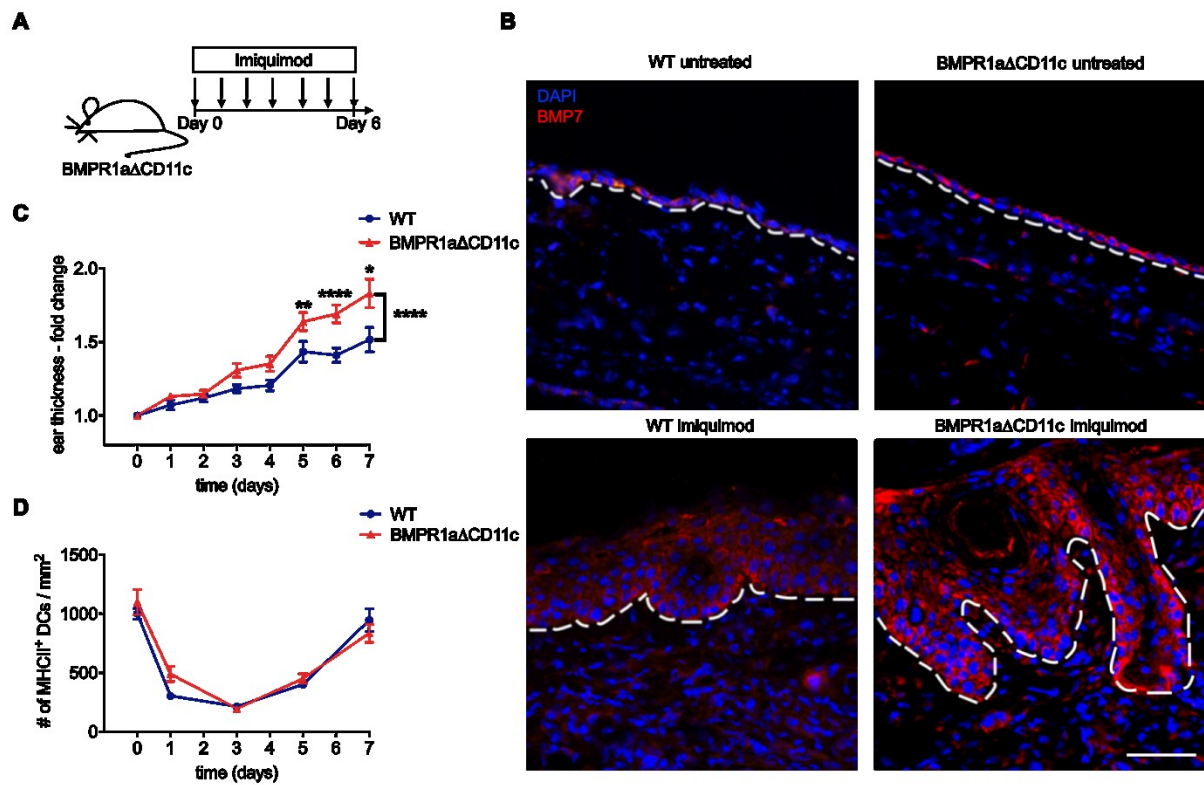 A
Imiquimod
Day 0
Day 6
BMPR1aΔCD11c
B
WT untreated
BMPR1aΔCD11c untreated
DAPI
BMP7
WT Imiquimod
BMPR1aΔCD11c Imiquimod
C
WT
BMPR1aΔCD11c
ear thickness - fold change
2.0
1.5
1.0
**
****
*
****
0 1 2 3 4 5 6 7
time (days)
D
WT
BMPR1aΔCD11c
# of MHCII⁺ DCs / mm²
1500
1000
500
0
0 1 2 3 4 5 6 7
time (days)